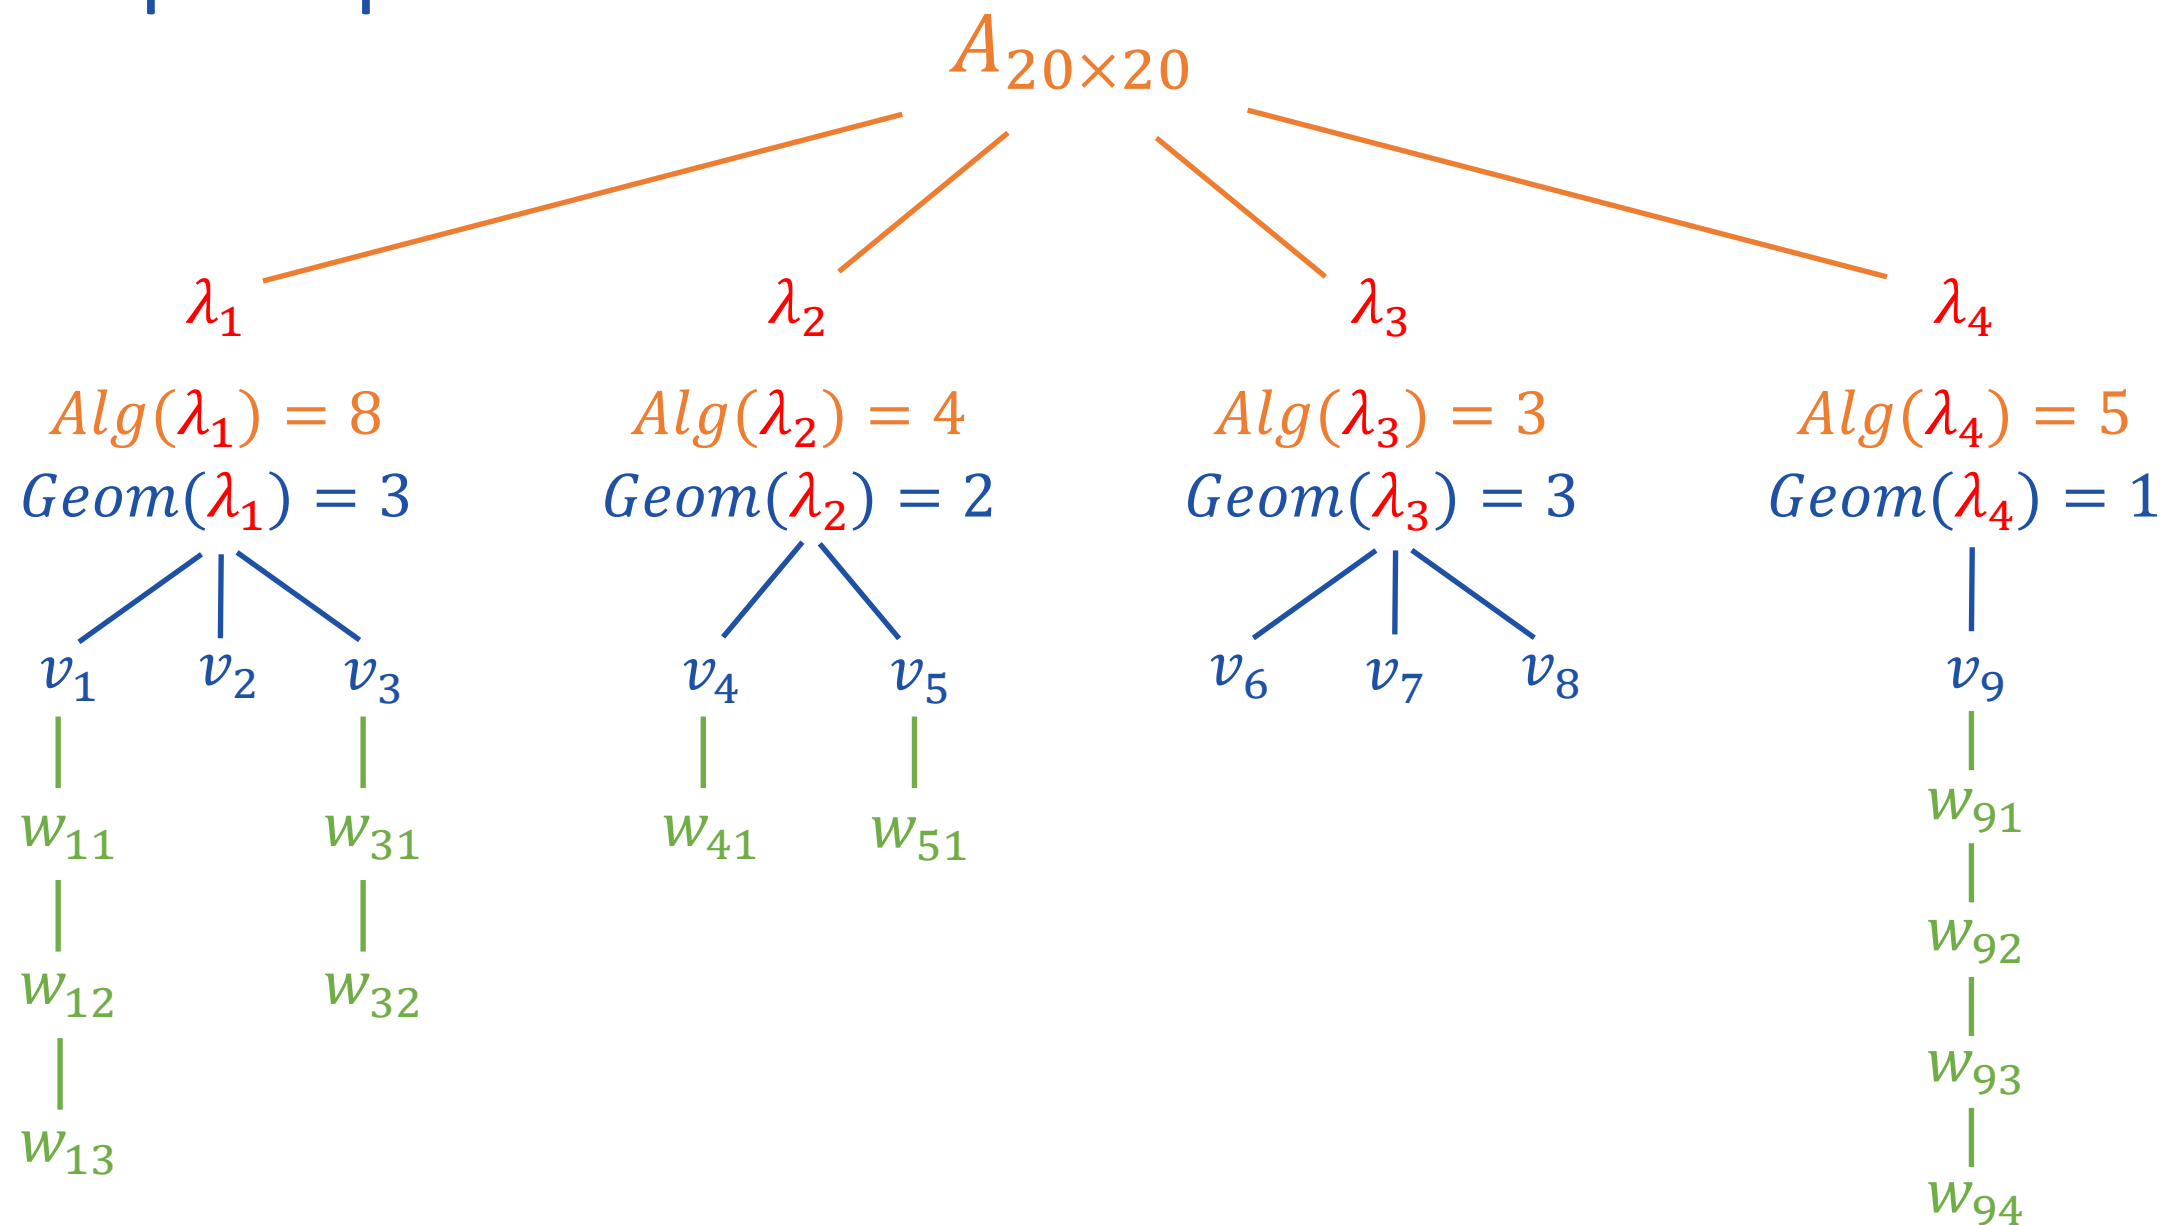 A₂₀ₓ₂₀
λ₁ λ₂ λ₃ λ₄
Alg(λ₁) = 8 Alg(λ₂) = 4 Alg(λ₃) = 3 Alg(λ₄) = 5
Geom(λ₁) = 3 Geom(λ₂) = 2 Geom(λ₃) = 3 Geom(λ₄) = 1
v₁ v₂ v₃ v₄ v₅ v₆ v₇ v₈ v₉
w₁₁ w₃₁ w₄₁ w₅₁ w₉₁
w₁₂ w₃₂ w₉₂
w₁₃ w₉₃
w₉₄